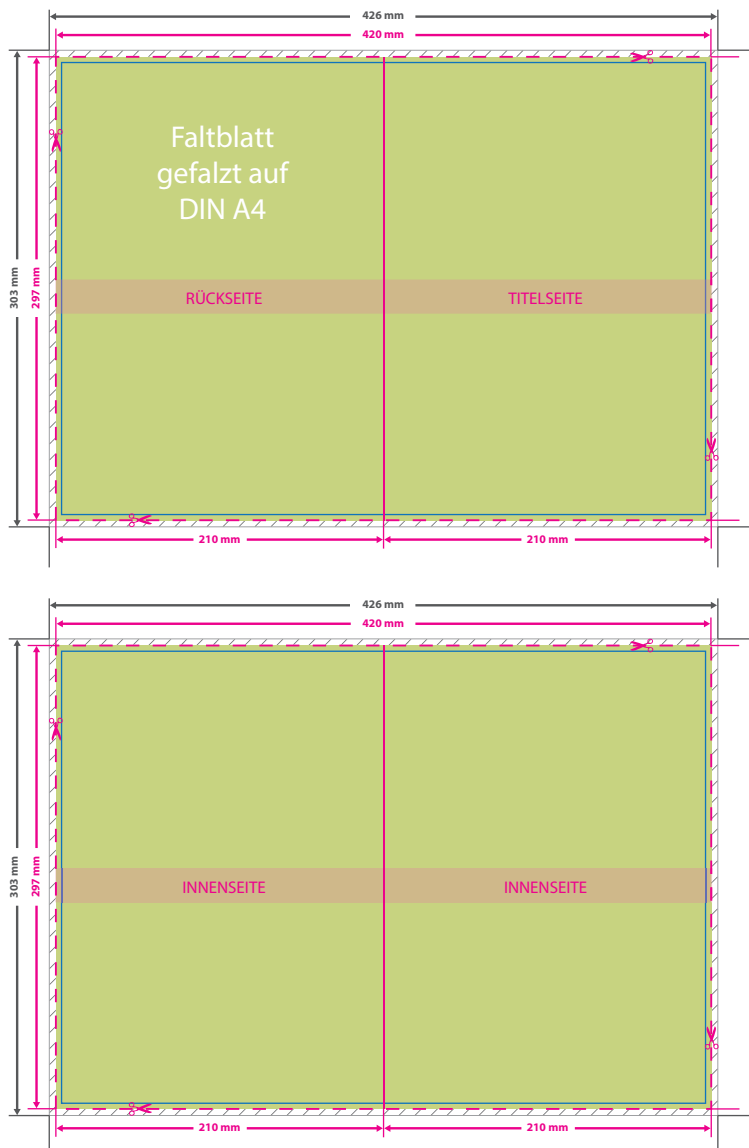 426 mm
420 mm
303 mm
297 mm
Faltblatt
gefalzt auf
DIN A4
RÜCKSEITE
TITELSEITE
210 mm
210 mm
426 mm
420 mm
303 mm
297 mm
INNENSEITE
INNENSEITE
210 mm
210 mm